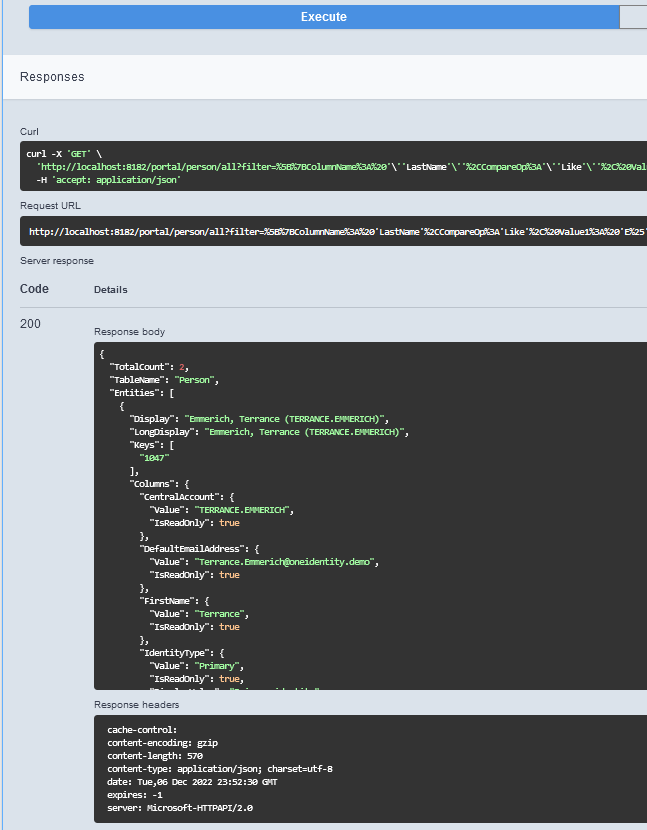 Execute
Responses
Curl
curl -X 'GET' \
'http://localhost:8182/portal/person/all?filter=%5B%7BColumnName%3A%20'\''LastName'\''%2CCompareOp%3A'\''Like'\''%2C%20Val
-H 'accept: application/json'
Request URL
http://localhost:8182/portal/person/all?filter=%5B%7BColumnName%3A%20'LastName'%2CCompareOp%3A'Like'%2C%20Value1%3A%20'E%25'
Server response
Code Details
200
Response body
{
"TotalCount": 2,
"TableName": "Person",
"Entities": [
{
"Display": "Emmerich, Terrance (TERRANCE.EMMERICH)",
"LongDisplay": "Emmerich, Terrance (TERRANCE.EMMERICH)",
"Keys": [
"1047"
],
"Columns": {
"CentralAccount": {
"Value": "TERRANCE.EMMERICH",
"IsReadOnly": true
},
"DefaultEmailAddress": {
"Value": "Terrance.Emmerich@oneidentity.demo",
"IsReadOnly": true
},
"FirstName": {
"Value": "Terrance",
"IsReadOnly": true
},
"IdentityType": {
"Value": "Primary",
"IsReadOnly": true,
Response headers
cache-control:
content-encoding: gzip
content-length: 570
content-type: application/json; charset=utf-8
date: Tue,06 Dec 2022 23:52:30 GMT
expires: -1
server: Microsoft-HTTPAPI/2.0